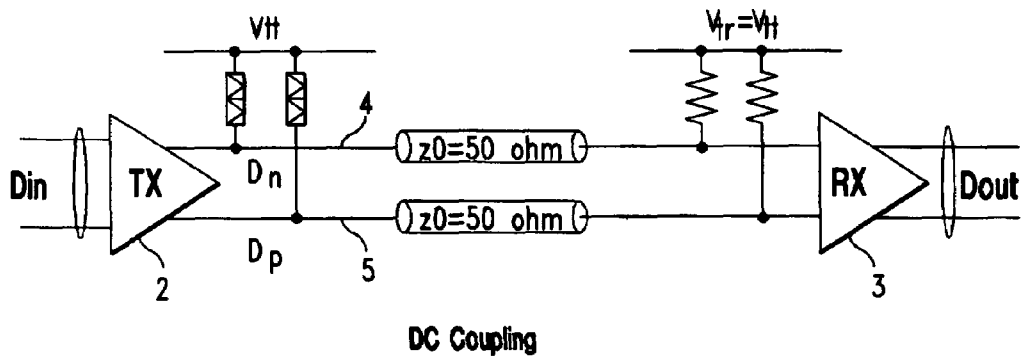 Vtt
Vtr=Vtt
4
z0=50 ohm
Din
TX
Dn
RX
Dout
z0=50 ohm
Dp
2
5
3
DC Coupling